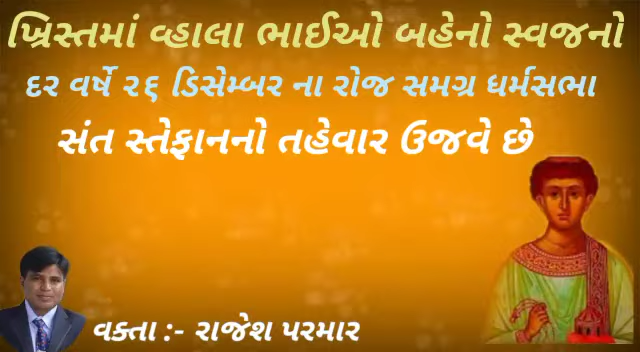 ખ્રિસ્તમાં વ્હાલા ભાઈઓ બહેનો સ્વજનો
દર વર્ષે ૨૬ ડિસેમ્બર ના રોજ સમગ્ર ધર્મસભા
સંત સ્તેફાનનો તહેવાર ઉજવે છે
વક્તા :- રાજેશ પરમાર